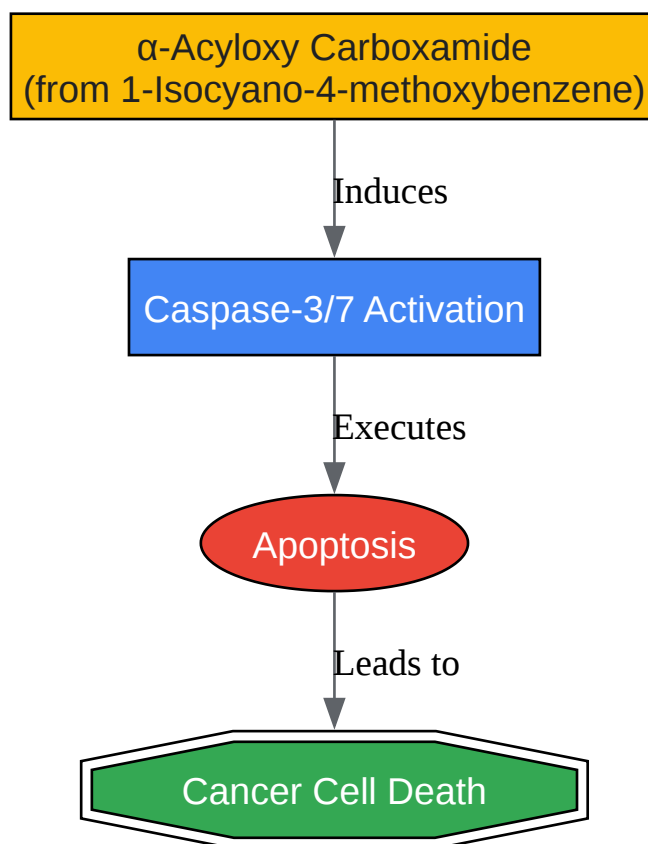 α-Acyloxy Carboxamide
(from 1-Isocyano-4-methoxybenzene)
Induces
Caspase-3/7 Activation
Executes
Apoptosis
Leads to
Cancer Cell Death